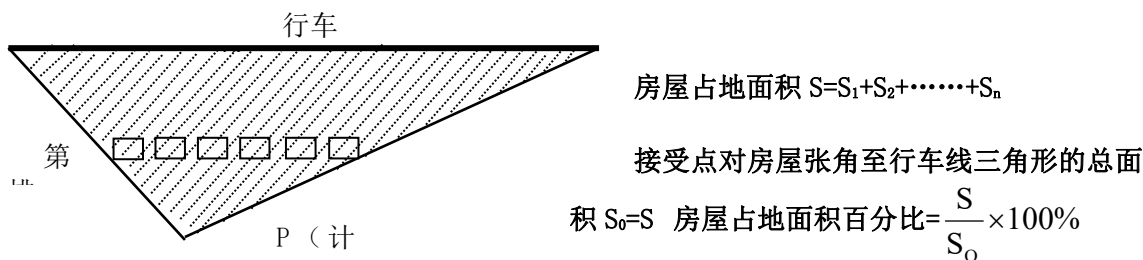 行车
房屋占地面积 S=S₁+S₂+……+Sₙ
第
接受点对房屋张角至行车线三角形的总面
积 S₀=S 房屋占地面积百分比=S/S₀×100%
P（计